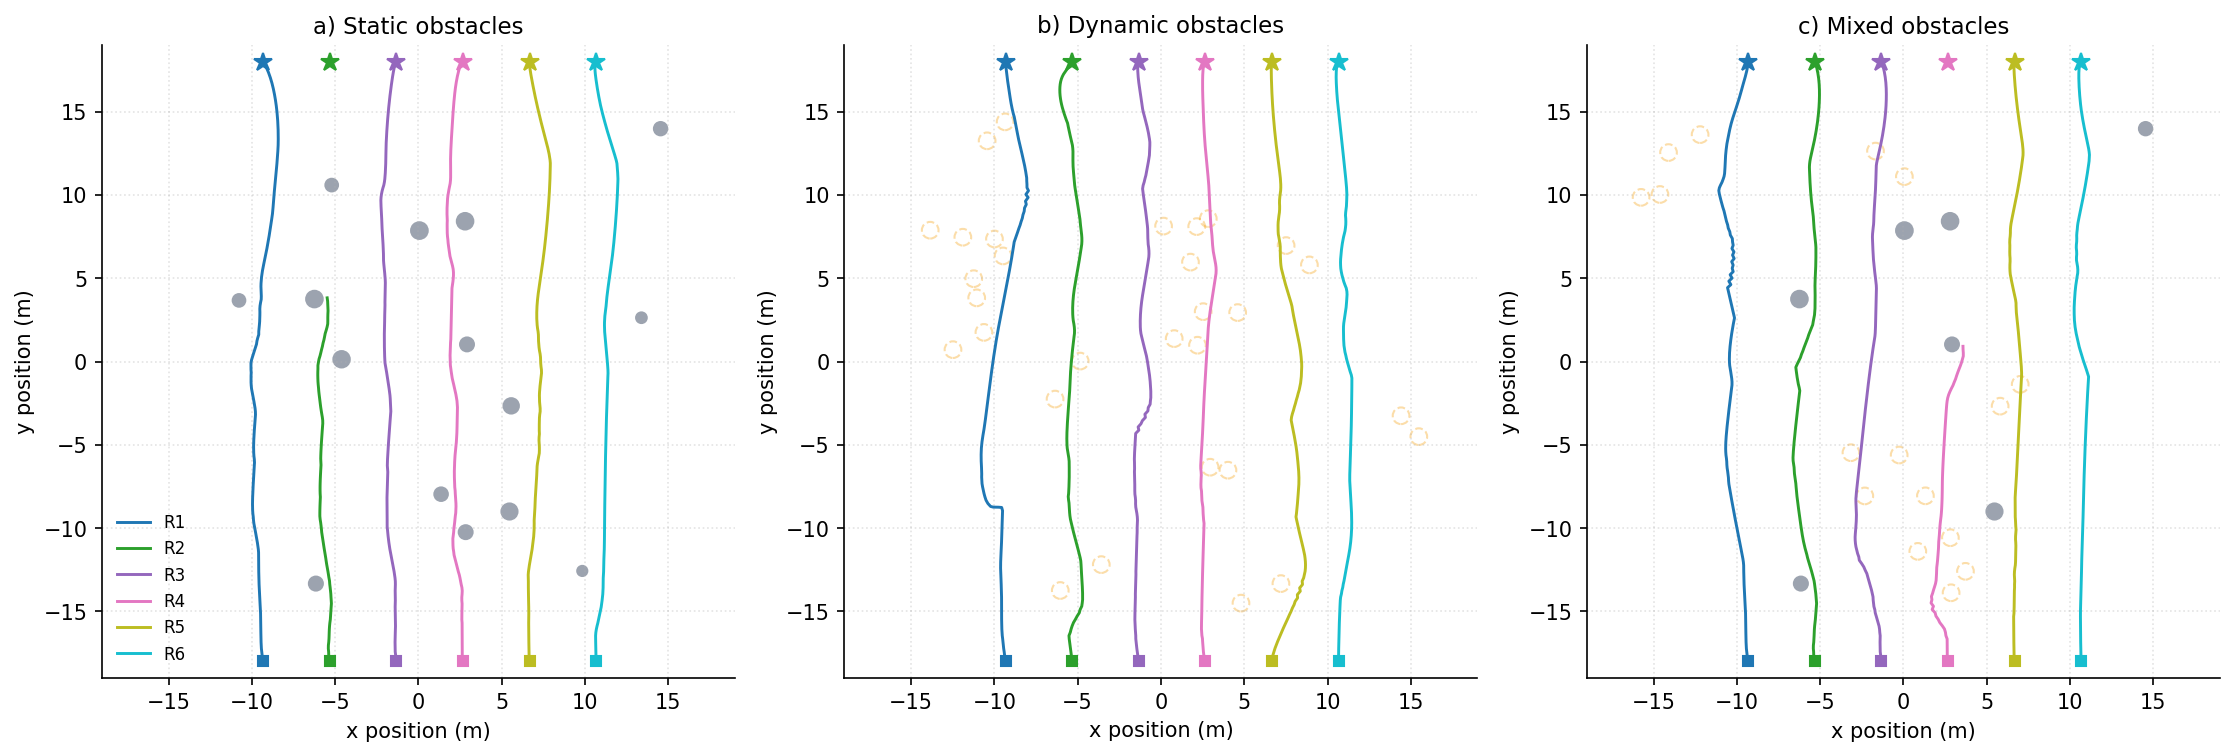 a) Static obstacles
15
10
5
0
−5
−10
−15
y position (m)
R1
R2
R3
R4
R5
R6
−15
−10
−5
0
5
10
15
x position (m)
b) Dynamic obstacles
15
10
5
0
−5
−10
−15
y position (m)
−15
−10
−5
0
5
10
15
x position (m)
c) Mixed obstacles
15
10
5
0
−5
−10
−15
y position (m)
−15
−10
−5
0
5
10
15
x position (m)